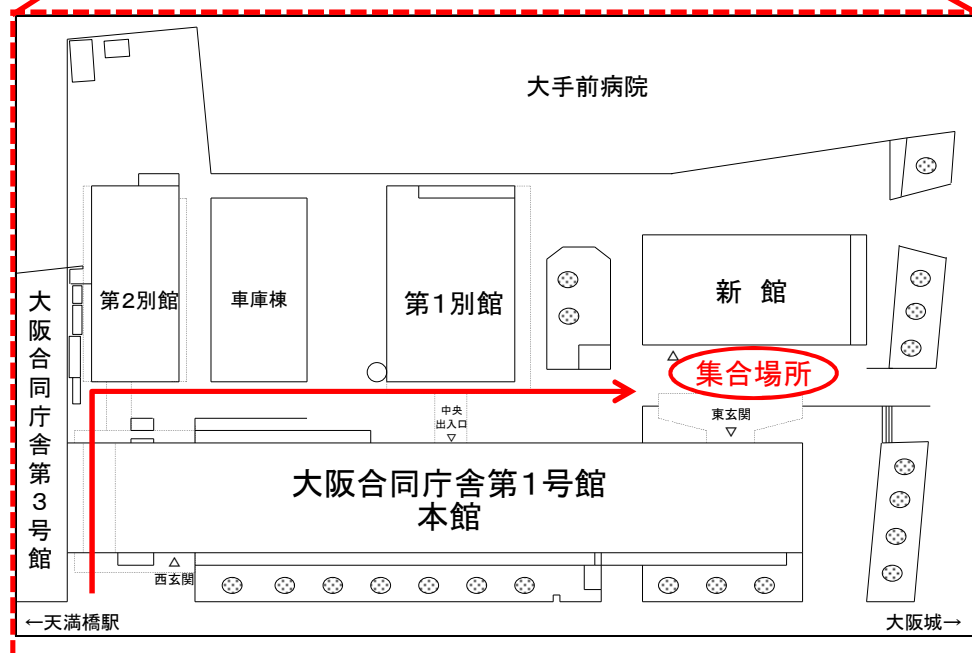 大手前病院
第2別館
車庫棟
第1別館
新 館
大阪合同庁舎第3号館
集合場所
中央
出入口
▽
東玄関
▽
△
大阪合同庁舎第1号館
本館
△
西玄関
←天満橋駅
大阪城→